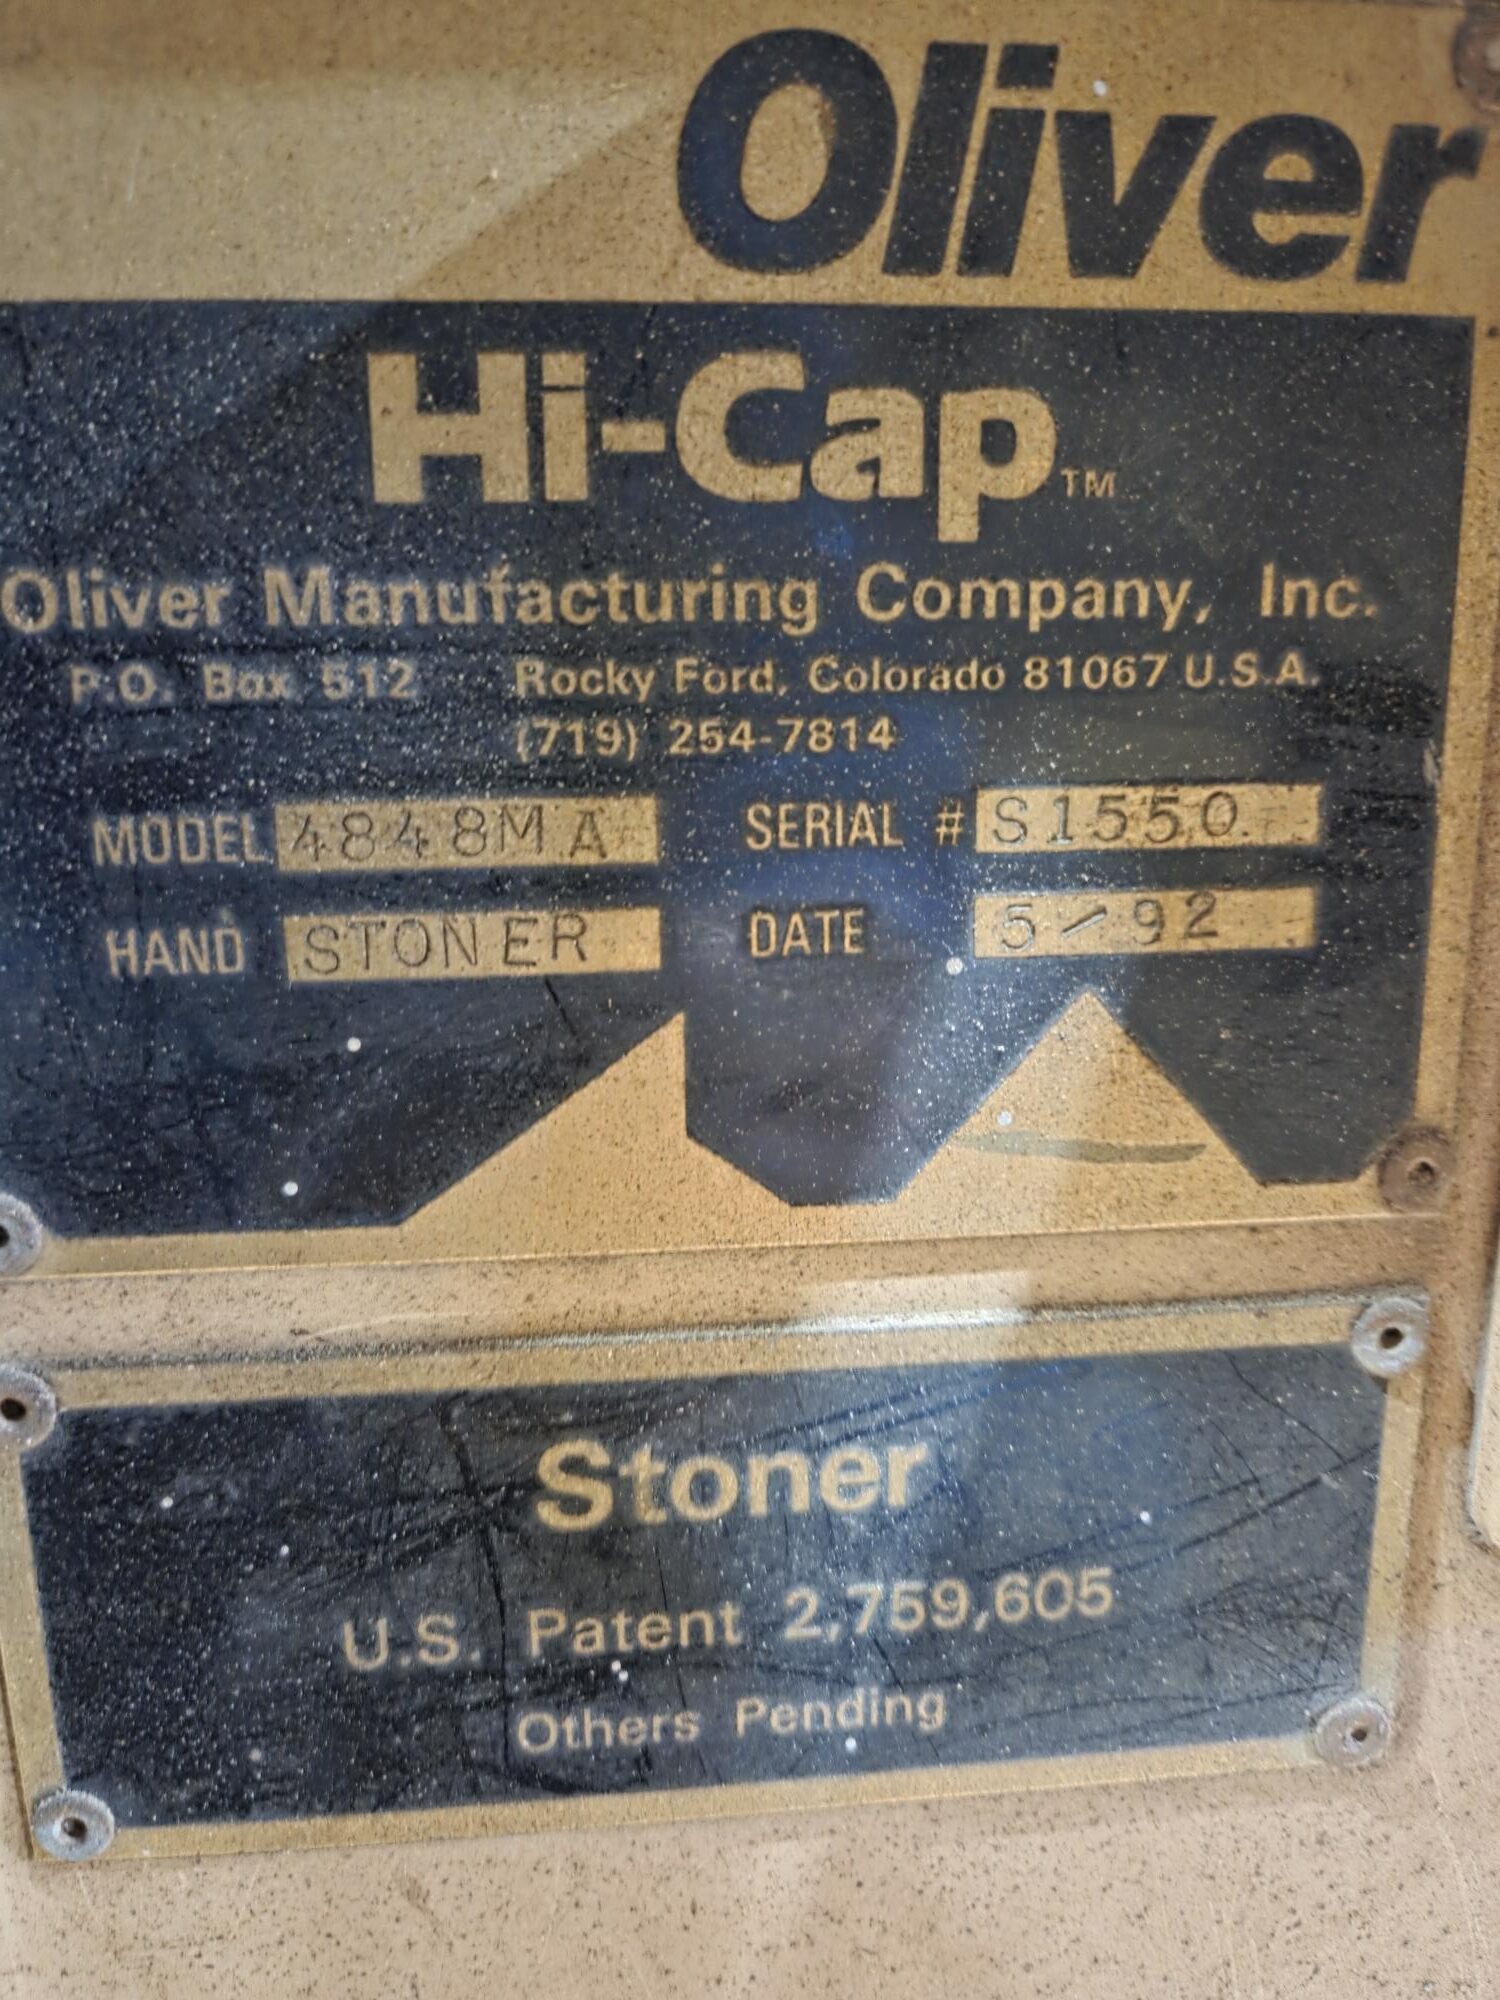 Oliver
Hi-Cap™
Oliver Manufacturing Company, Inc.
P.O. Box 512 Rocky Ford, Colorado 81067 U.S.A.
(719) 254-7814
MODEL 4848MA SERIAL # S1550
HAND STONER DATE 5/92
Stoner
U.S. Patent 2,759,605
Others Pending